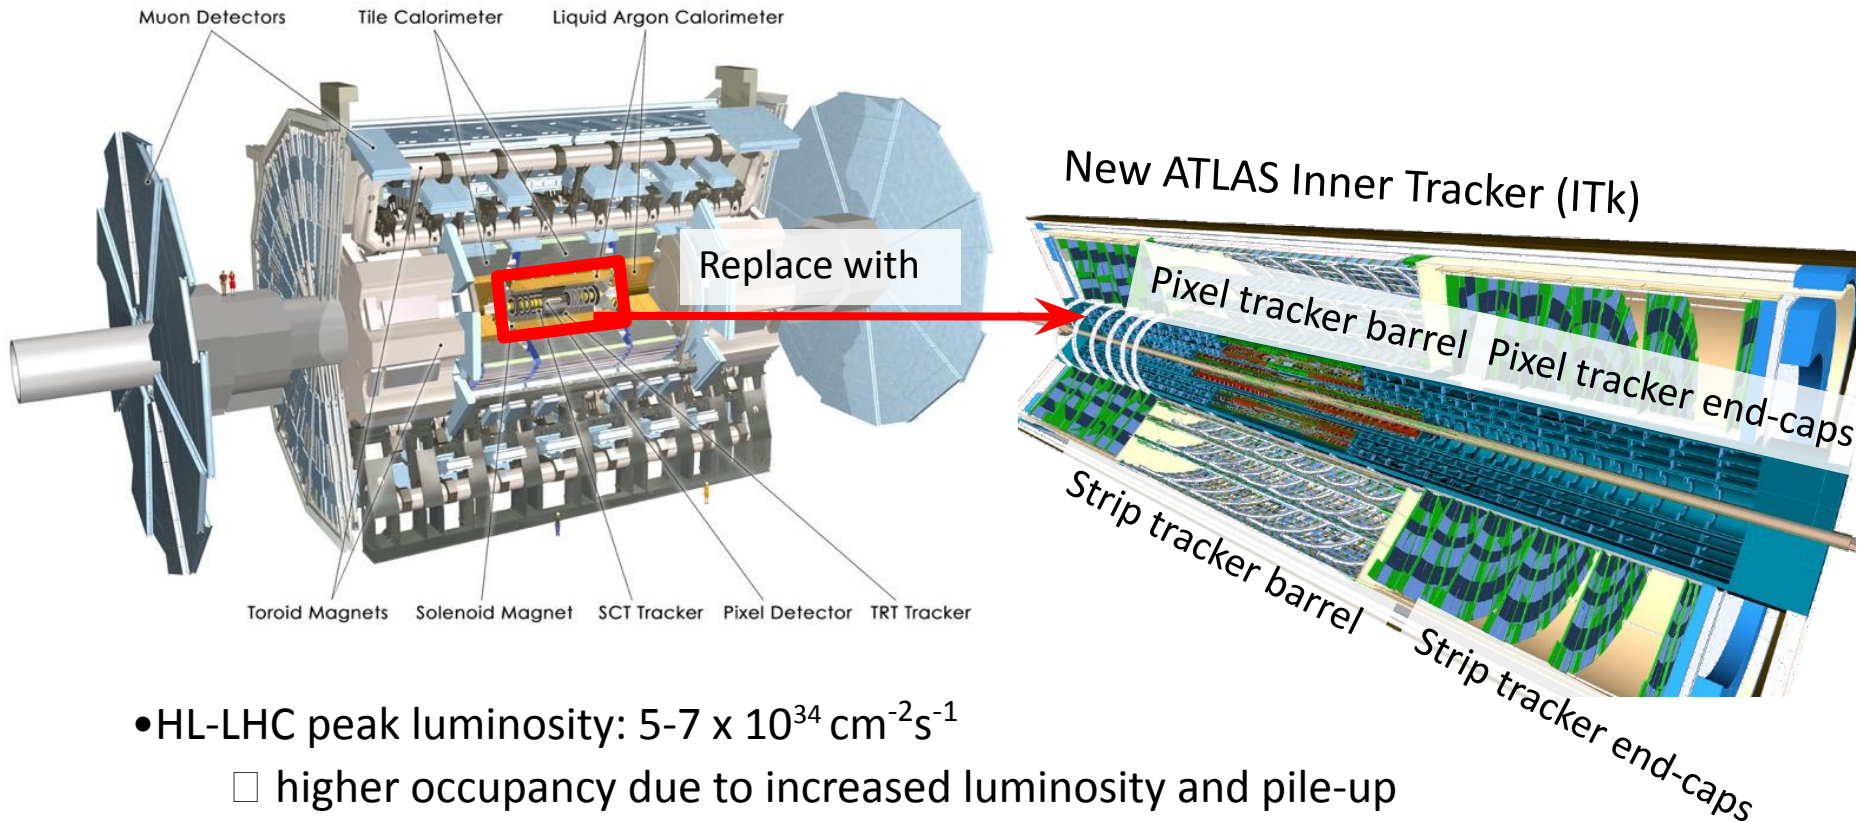 Muon Detectors
Tile Calorimeter
Liquid Argon Calorimeter
New ATLAS Inner Tracker (ITk)
Replace with
Pixel tracker barrel
Pixel tracker end-caps
Strip tracker barrel
Strip tracker end-caps
Toroid Magnets
Solenoid Magnet
SCT Tracker
Pixel Detector
TRT Tracker
•HL-LHC peak luminosity: 5-7 x 10³⁴ cm⁻²s⁻¹
□ higher occupancy due to increased luminosity and pile-up